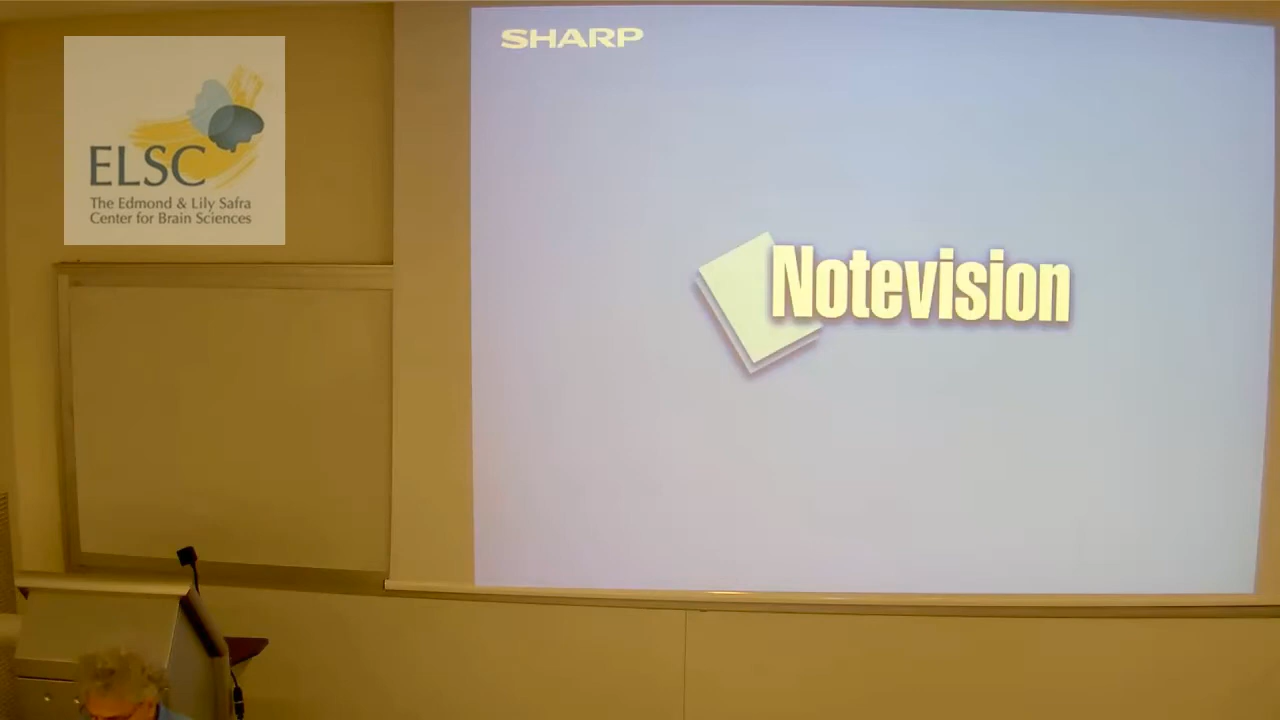 SHARP
ELSC
The Edmond & Lily Safra
Center for Brain Sciences
Notevision